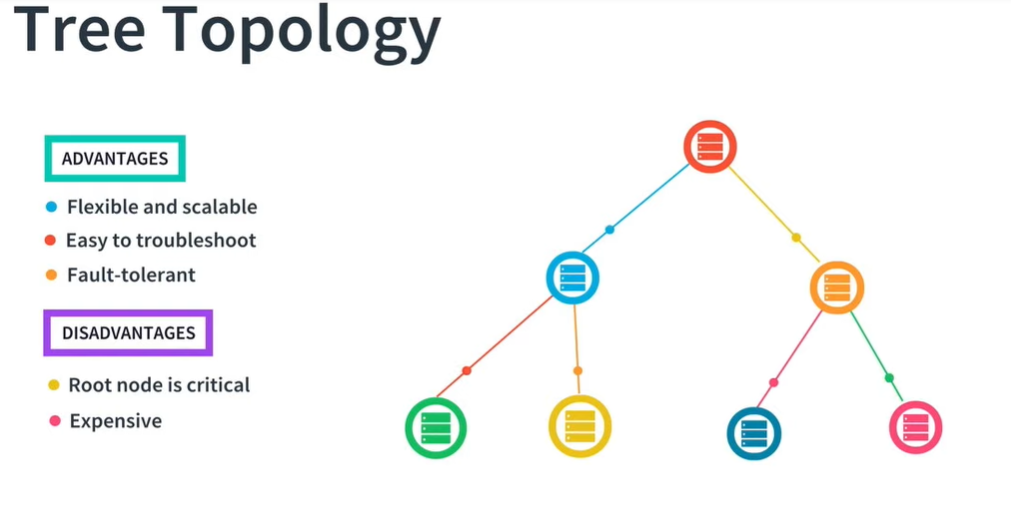 Tree Topology
ADVANTAGES
Flexible and scalable
Easy to troubleshoot
Fault-tolerant
DISADVANTAGES
Root node is critical
Expensive